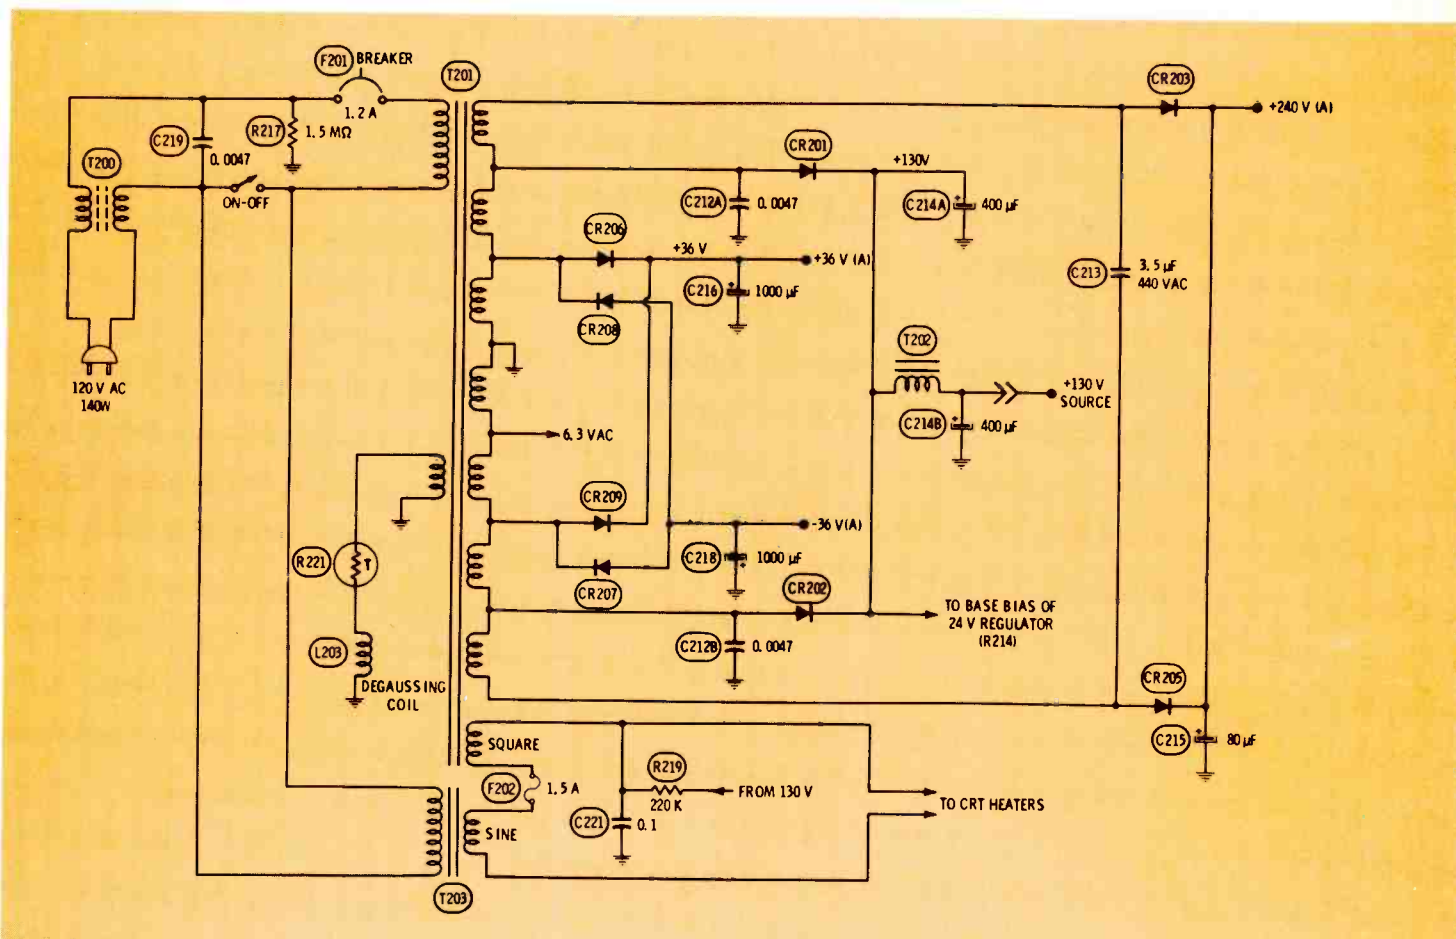 F201 BREAKER
1.2 A
T201
CR203
+240 V (A)
C219
0.0047
R217
1.5 MΩ
T200
ON-OFF
CR201
+130V
C212A
0.0047
C214A
400 µF
CR206
+36 V
+36 V (A)
C216
1000 µF
CR208
C213
3.5 µF
440 VAC
120 V AC
140W
T202
+130 V
SOURCE
C214B
400 µF
6.3 VAC
CR209
-36 V(A)
R221
T
C218
1000 µF
CR207
CR202
TO BASE BIAS OF
24 V REGULATOR
(R214)
L203
C212B
0.0047
DEGAUSSING
COIL
CR205
C215
80 µF
SQUARE
F202
1.5 A
R219
220 K
FROM 130 V
TO CRT HEATERS
C221
0.1
SINE
T203